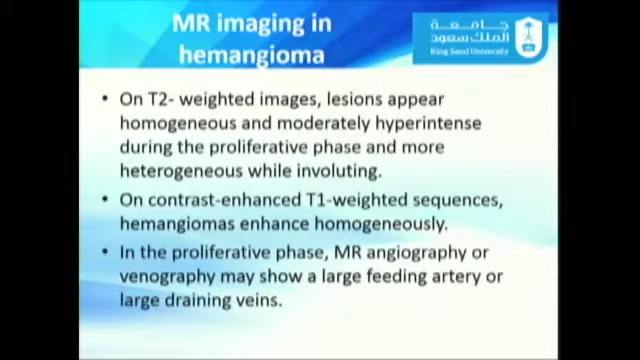 MR imaging in
hemangioma
جامعة
الملك سعود
King Saud University
• On T2- weighted images, lesions appear
homogeneous and moderately hyperintense
during the proliferative phase and more
heterogeneous while involuting.
• On contrast-enhanced T1-weighted sequences,
hemangiomas enhance homogeneously.
• In the proliferative phase, MR angiography or
venography may show a large feeding artery or
large draining veins.